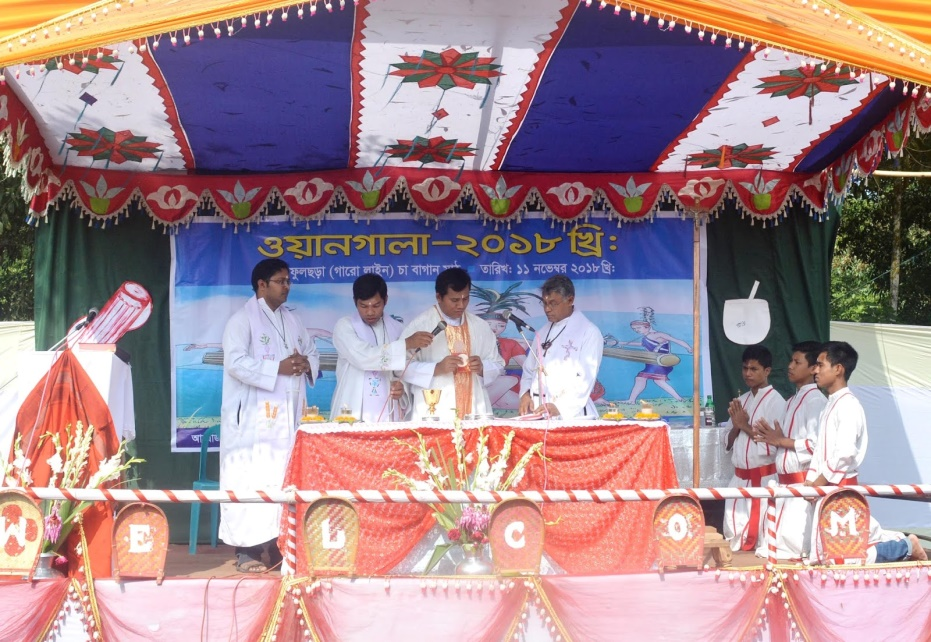 ওয়ানগালা-২০১৮ খ্রি:
ফুলছড়া (গারো লাইন) চা বাগান মাঠ তারিখ: ১১ নভেম্বর ২০১৮খ্রি:
WELCOM